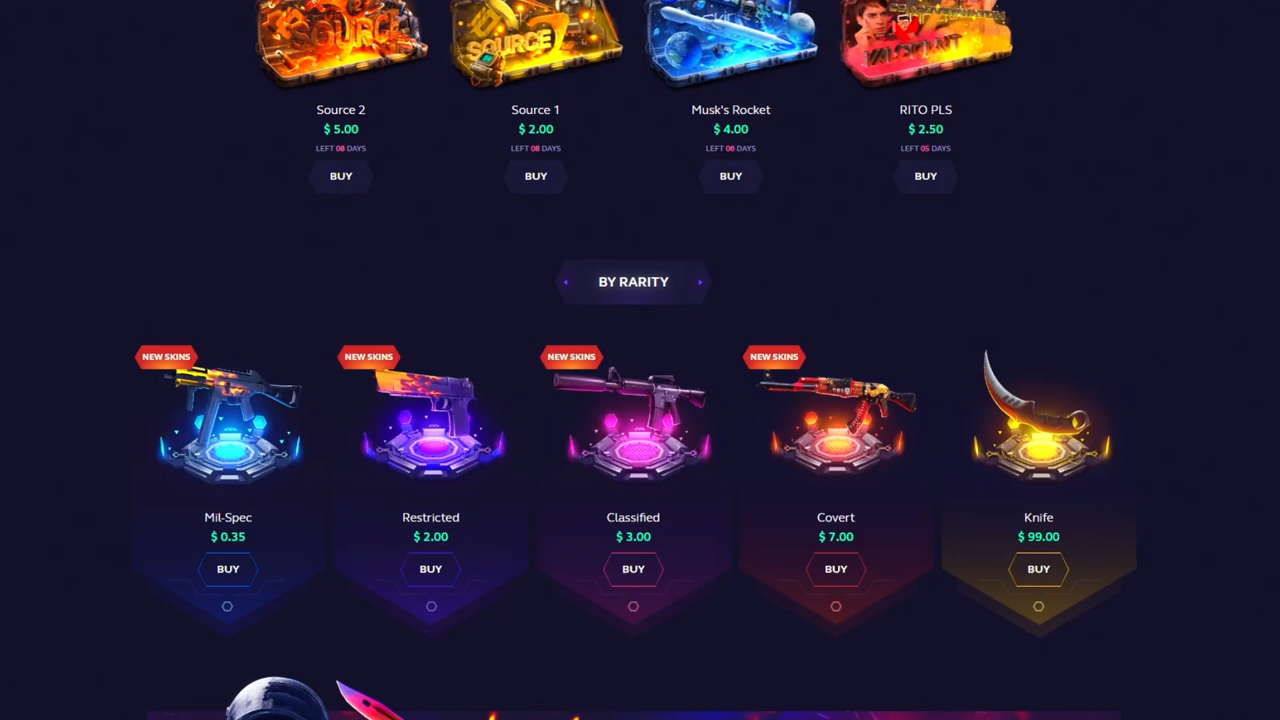 SOURCE
SOURCE
VALORANT
Source 2
Source 1
Musk's Rocket
RITO PLS
$ 5.00
$ 2.00
$ 4.00
$ 2.50
LEFT 08 DAYS
LEFT 08 DAYS
LEFT 06 DAYS
LEFT 05 DAYS
BUY
BUY
BUY
BUY
BY RARITY
NEW SKINS
NEW SKINS
NEW SKINS
NEW SKINS
Mil-Spec
Restricted
Classified
Covert
Knife
$ 0.35
$ 2.00
$ 3.00
$ 7.00
$ 99.00
BUY
BUY
BUY
BUY
BUY